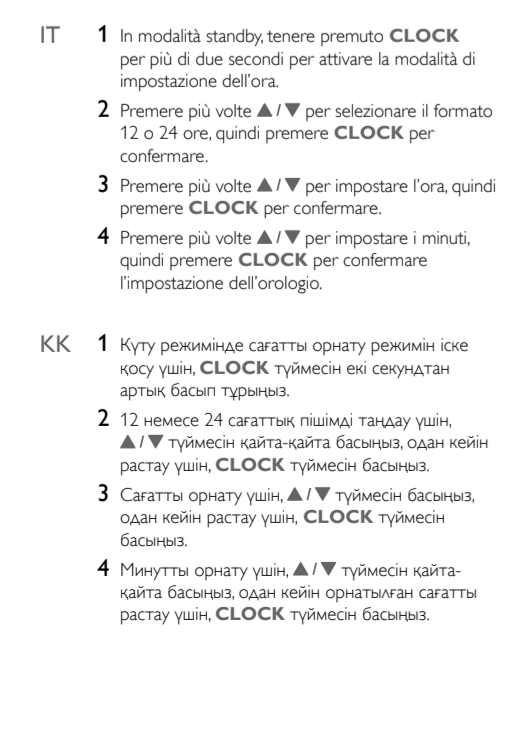 IT
1 In modalità standby, tenere premuto CLOCK
per più di due secondi per attivare la modalità di
impostazione dell'ora.
2 Premere più volte ▲ / ▼ per selezionare il formato
12 o 24 ore, quindi premere CLOCK per
confermare.
3 Premere più volte ▲ / ▼ per impostare l'ora, quindi
premere CLOCK per confermare.
4 Premere più volte ▲ / ▼ per impostare i minuti,
quindi premere CLOCK per confermare
l'impostazione dell'orologio.
KK
1 Күту режимінде сағатты орнату режимін іске
қосу үшін, CLOCK түймесін екі секундтан
артық басып тұрыңыз.
2 12 немесе 24 сағаттық пішімді таңдау үшін,
▲ / ▼ түймесін қайта-қайта басыңыз, одан кейін
растау үшін, CLOCK түймесін басыңыз.
3 Сағатты орнату үшін, ▲ / ▼ түймесін басыңыз,
одан кейін растау үшін, CLOCK түймесін
басыңыз.
4 Минутты орнату үшін, ▲ / ▼ түймесін қайта-
қайта басыңыз, одан кейін орнатылған сағатты
растау үшін, CLOCK түймесін басыңыз.